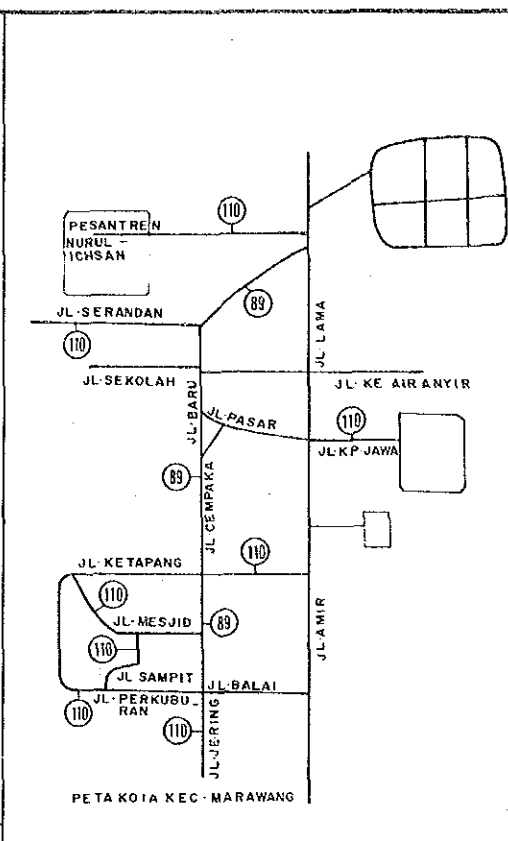 110
PESANTREN
NURUL -
ICHSAN
89
JL·SERANDAN
110
JL·LAMA
JL·SEKOLAH
JL· KE AIR ANYIR
JL·BARU
JL·PASAR
110
JL·KP·JAWA
89
JL·CEMPAKA
JL· KETAPANG
110
110
JL·MESJID
89
JL·AMIR
110
JL SAMPIT
JL·BALAI
110
JL·PERKUBU -
RAN
110
JL·JERING
PETA KOTA KEC·MARAWANG